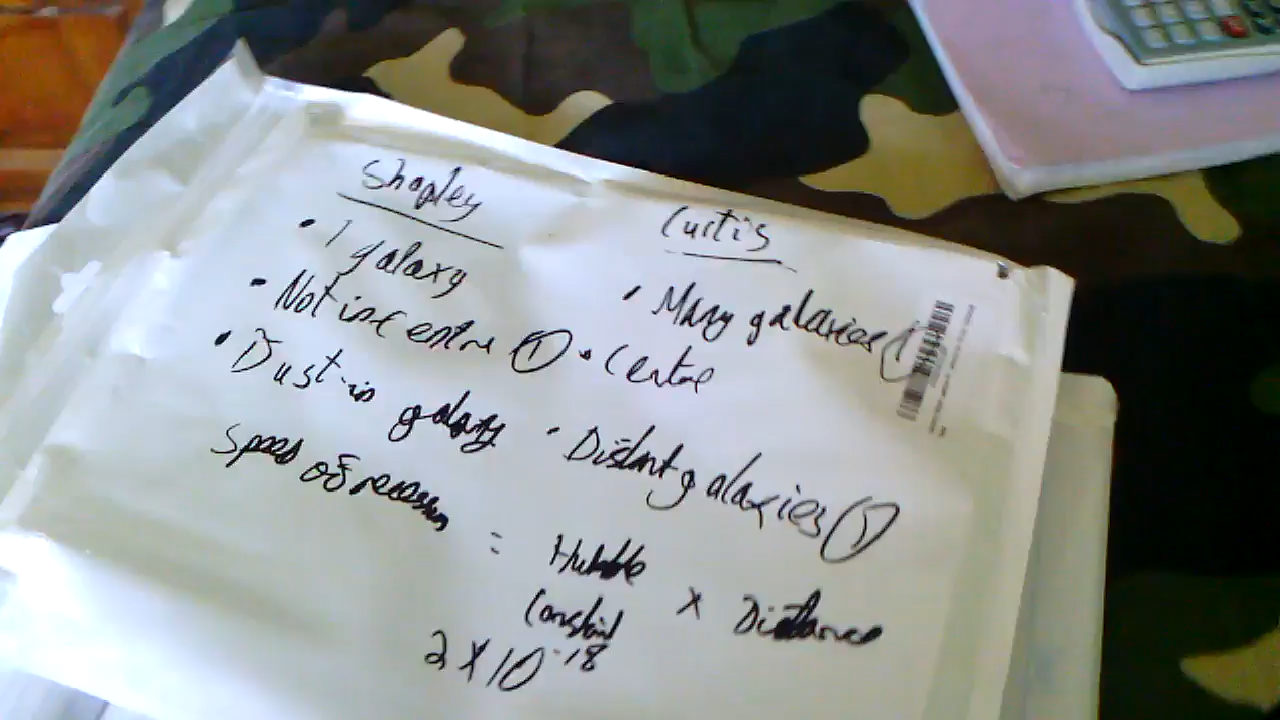 Shapley
• 1 galaxy
• Not in centre ①
• Dust in galaxy
Curtis
• Many galaxies ①
• Central
• Distant galaxies ①
Speed of recession = Hubble Constant × Distance
2 × 10⁻¹⁸